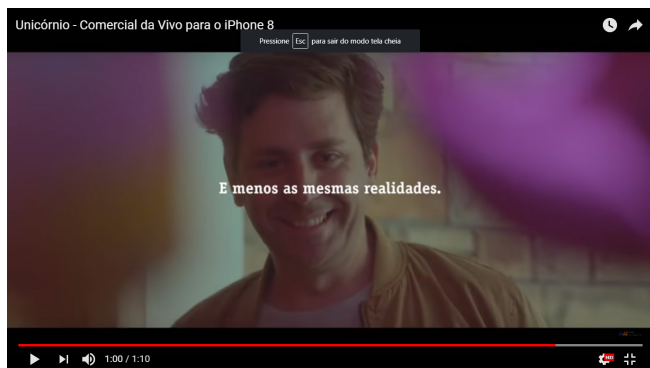 Unicórnio - Comercial da Vivo para o iPhone 8
Pressione Esc para sair do modo tela cheia
E menos as mesmas realidades.
1:00 / 1:10
HD